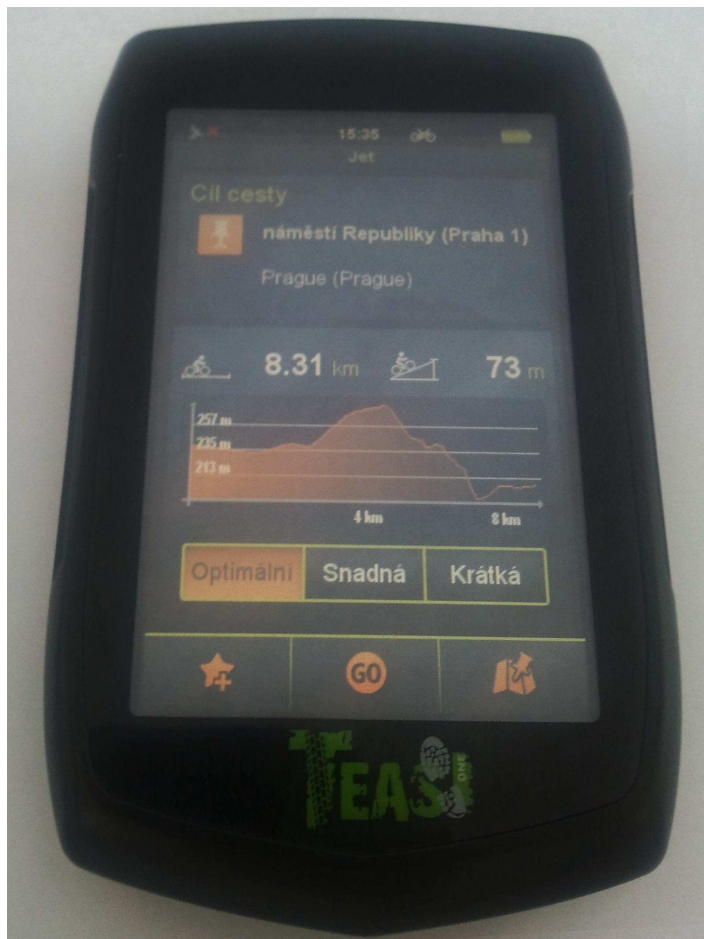 15:35
Jet
Cíl cesty
náměstí Republiky (Praha 1)
Prague (Prague)
8.31 km 73 m
257 m
235 m
213 m
4 km 8 km
Optimální Snadná Krátká
GO
TEASI ONE